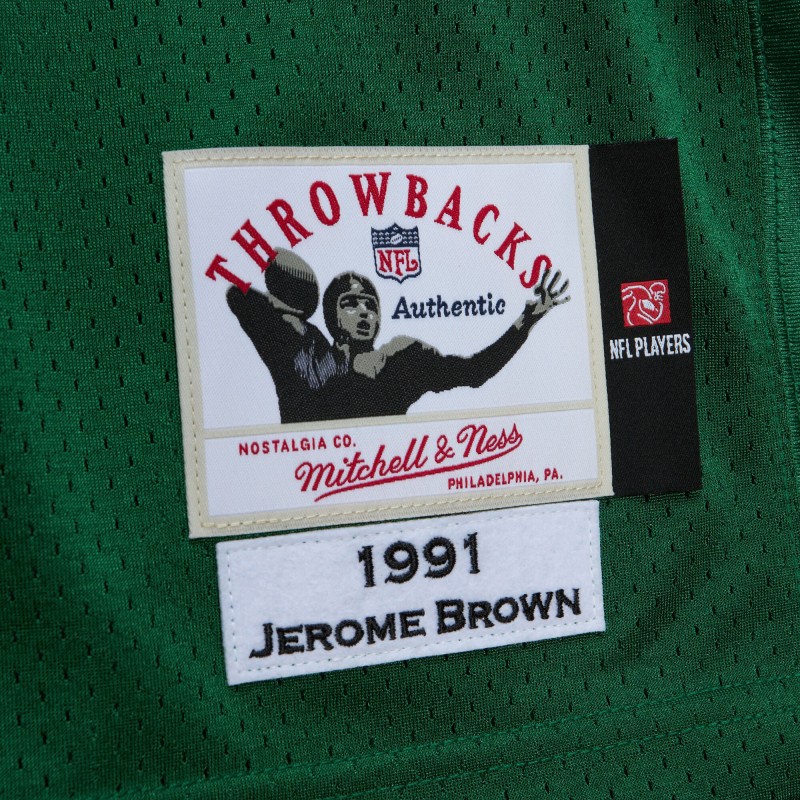 THROWBACKS
NFL
Authentic
NFL PLAYERS
NOSTALGIA CO.
Mitchell & Ness
PHILADELPHIA, PA.
1991
JEROME BROWN